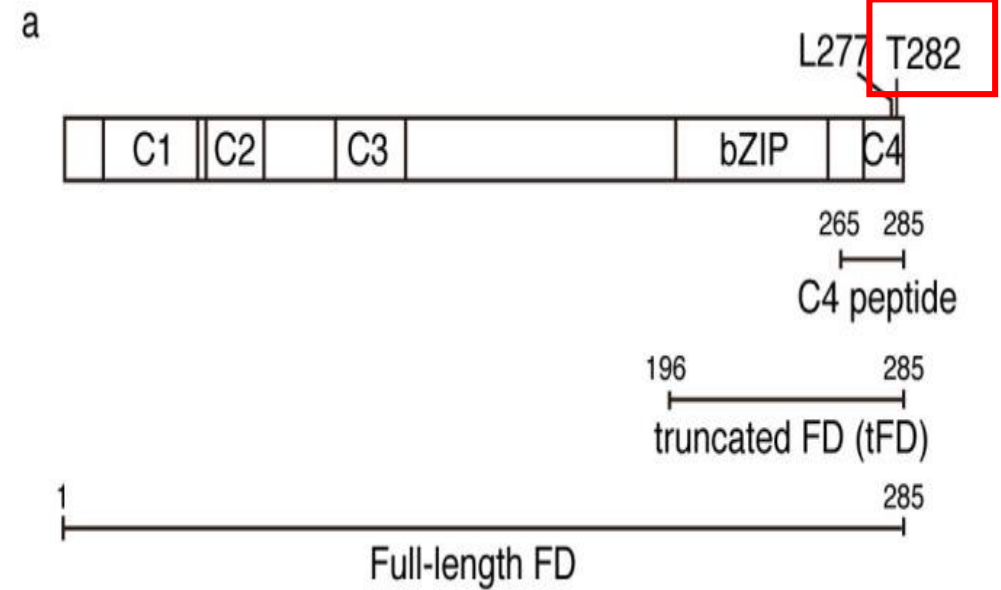 a
L277 T282
C1 C2 C3 bZIP C4
265 285
C4 peptide
196 285
truncated FD (tFD)
1 285
Full-length FD